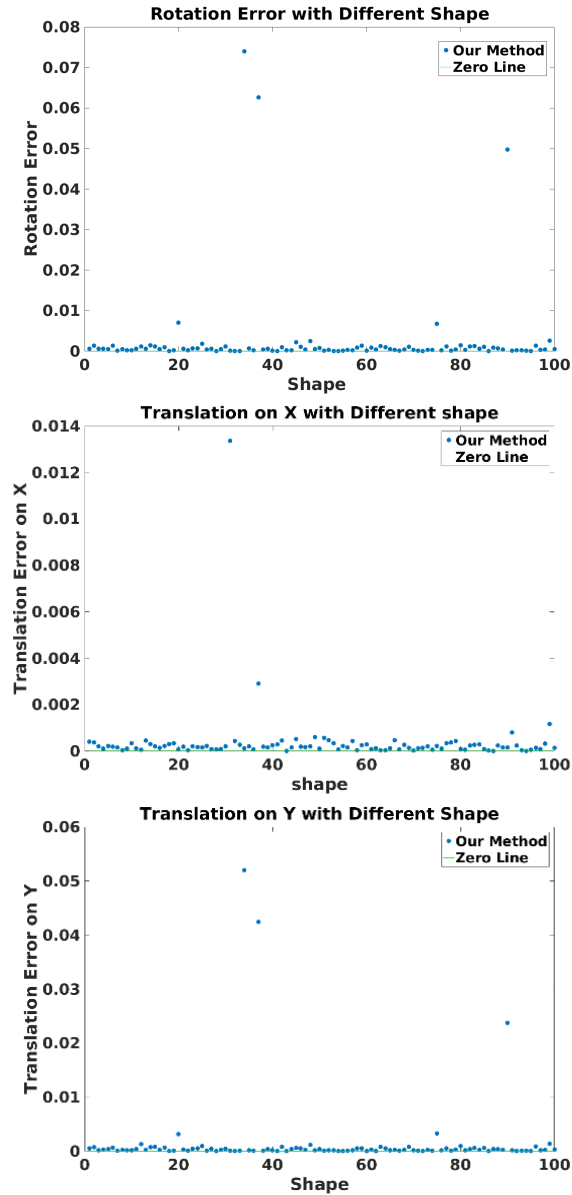 Rotation Error with Different Shape
0.08
Our Method
Zero Line
0.07
0.06
0.05
0.04
0.03
0.02
0.01
0
Rotation Error
0 20 40 60 80 100
Shape
Translation on X with Different shape
0.014
Our Method
Zero Line
0.012
0.01
0.008
0.006
0.004
0.002
0
Translation Error on X
0 20 40 60 80 100
shape
Translation on Y with Different Shape
0.06
Our Method
Zero Line
0.05
0.04
0.03
0.02
0.01
0
Translation Error on Y
0 20 40 60 80 100
Shape